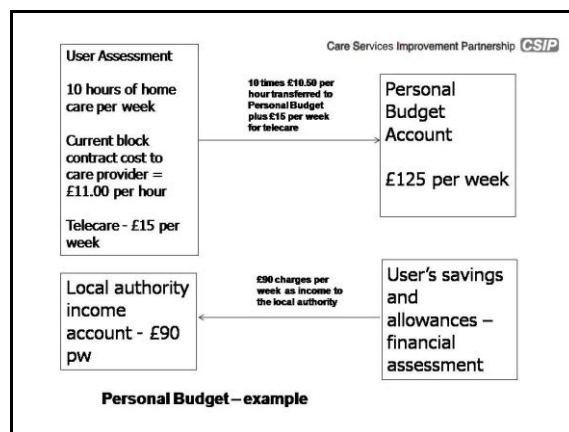 Care Services Improvement Partnership CSIP
User Assessment
10 hours of home
care per week
Current block
contract cost to
care provider =
£11.00 per hour
Telecare - £15 per
week
10 times £10.50 per
hour transferred to
Personal Budget
plus £15 per week
for telecare
Personal
Budget
Account
£125 per week
Local authority
income
account - £90
pw
£90 charges per
week as income to
the local authority
User's savings
and
allowances –
financial
assessment
Personal Budget – example